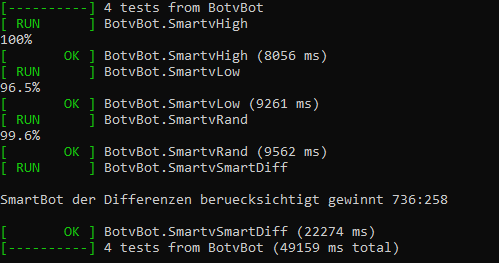 [----------] 4 tests from BotvBot
[ RUN      ] BotvBot.SmartvHigh
100%
[       OK ] BotvBot.SmartvHigh (8056 ms)
[ RUN      ] BotvBot.SmartvLow
96.5%
[       OK ] BotvBot.SmartvLow (9261 ms)
[ RUN      ] BotvBot.SmartvRand
99.6%
[       OK ] BotvBot.SmartvRand (9562 ms)
[ RUN      ] BotvBot.SmartvSmartDiff
SmartBot der Differenzen beruecksichtigt gewinnt 736:258
[       OK ] BotvBot.SmartvSmartDiff (22274 ms)
[----------] 4 tests from BotvBot (49159 ms total)